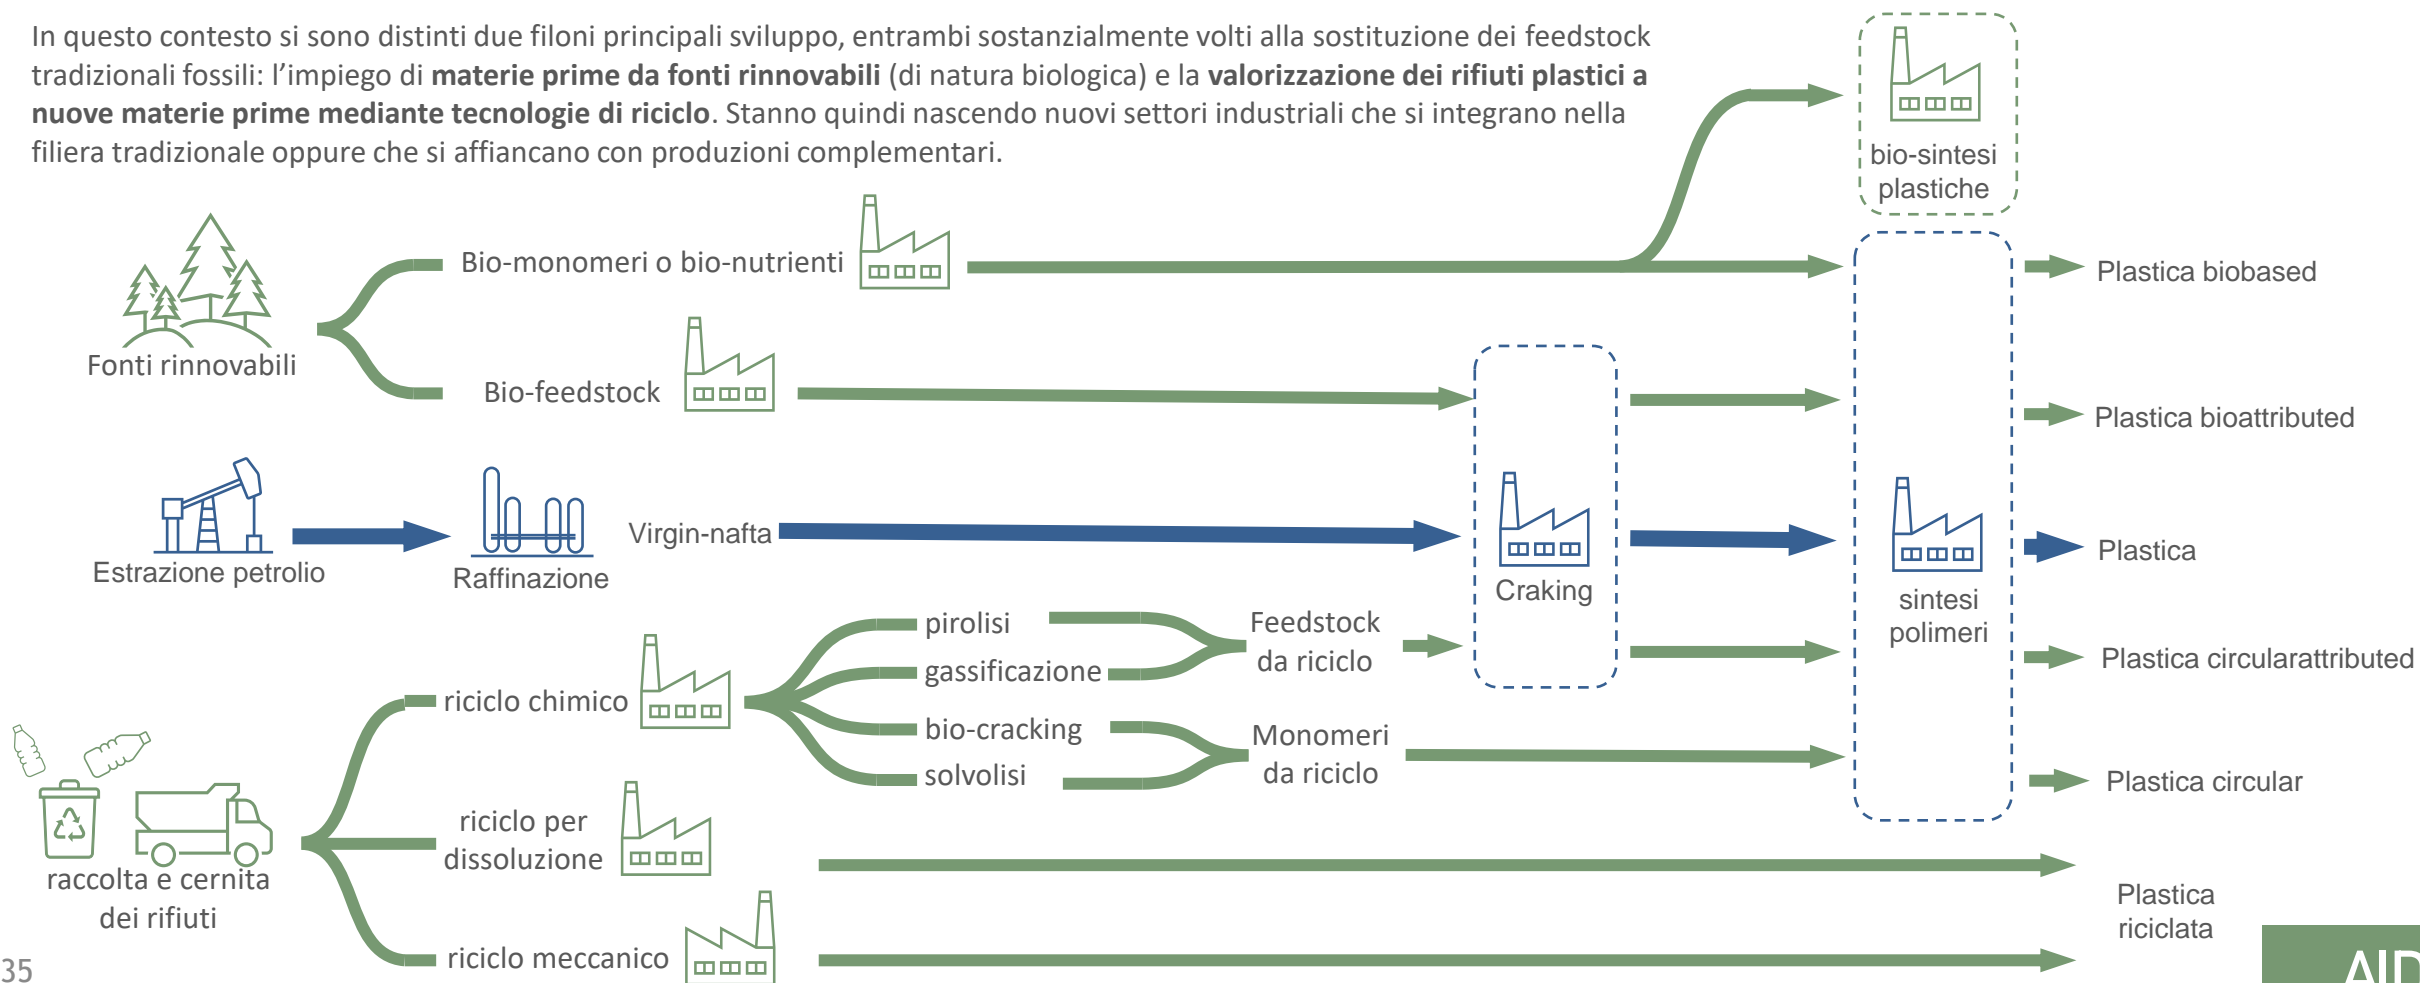 In questo contesto si sono distinti due filoni principali sviluppo, entrambi sostanzialmente volti alla sostituzione dei feedstock
tradizionali fossili: l’impiego di materie prime da fonti rinnovabili (di natura biologica) e la valorizzazione dei rifiuti plastici a
nuove materie prime mediante tecnologie di riciclo. Stanno quindi nascendo nuovi settori industriali che si integrano nella
filiera tradizionale oppure che si affiancano con produzioni complementari.
bio-sintesi
plastiche
Fonti rinnovabili
Bio-monomeri o bio-nutrienti
Plastica biobased
Bio-feedstock
Plastica bioattributed
Estrazione petrolio
Raffinazione
Virgin-nafta
Craking
sintesi
polimeri
Plastica
raccolta e cernita
dei rifiuti
riciclo chimico
pirolisi
gassificazione
bio-cracking
solvolisi
Feedstock
da riciclo
Monomeri
da riciclo
Plastica circularattributed
Plastica circular
riciclo per
dissoluzione
riciclo meccanico
Plastica
riciclata
35